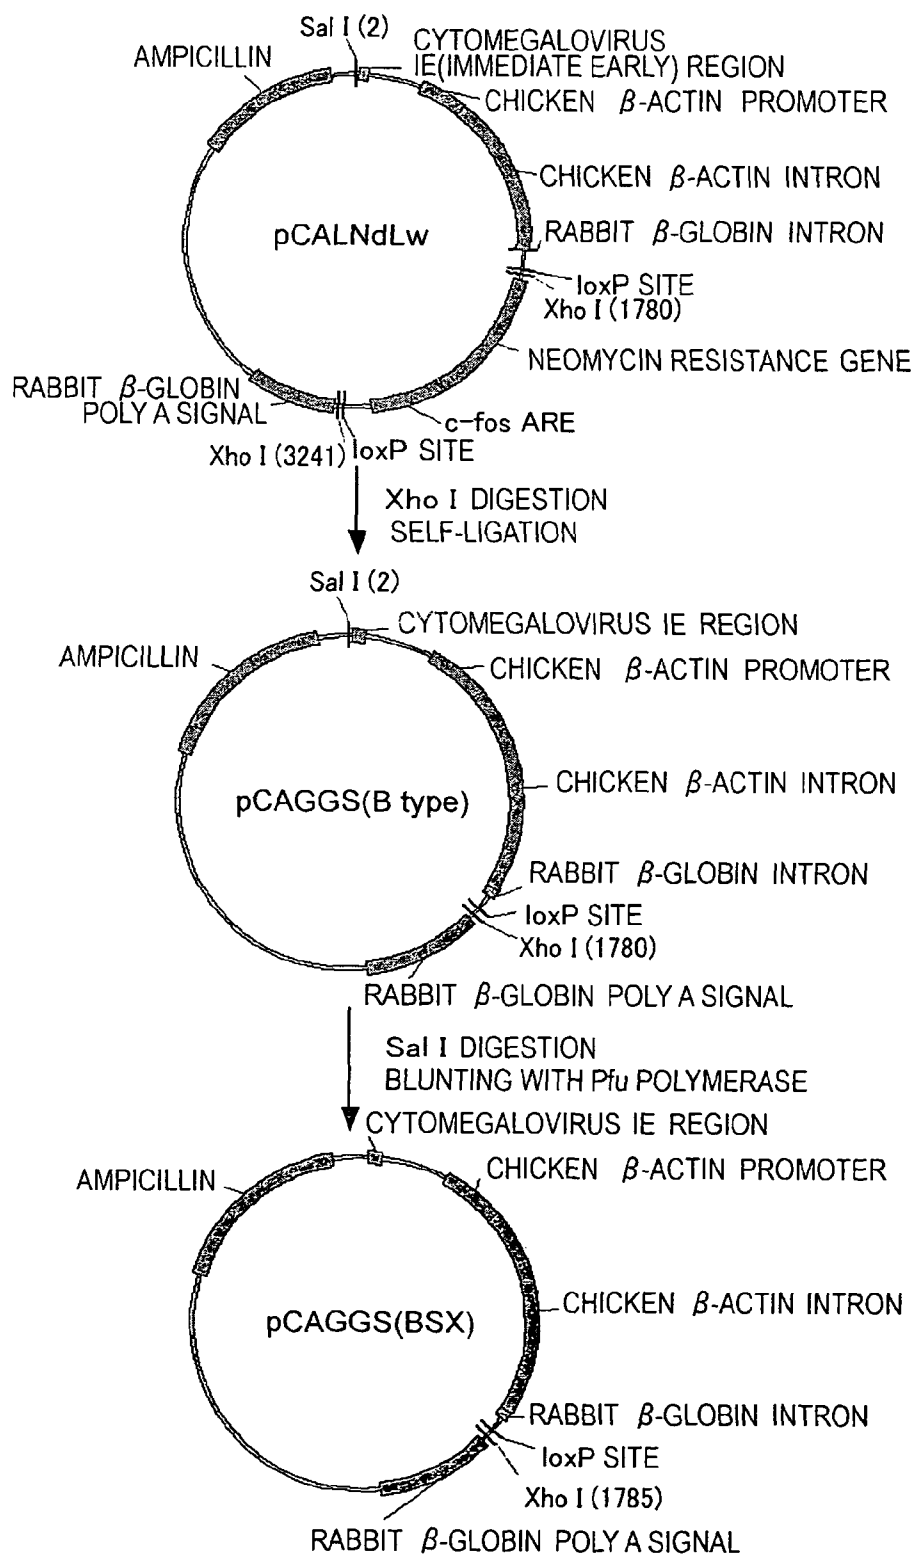 Sal I (2)
CYTOMEGALOVIRUS
IE(IMMEDIATE EARLY) REGION
AMPICILLIN
CHICKEN β-ACTIN PROMOTER
CHICKEN β-ACTIN INTRON
pCALNdLw
RABBIT β-GLOBIN INTRON
loxP SITE
Xho I (1780)
NEOMYCIN RESISTANCE GENE
RABBIT β-GLOBIN
POLY A SIGNAL
c-fos ARE
Xho I (3241)
loxP SITE
Xho I DIGESTION
SELF-LIGATION
Sal I (2)
CYTOMEGALOVIRUS IE REGION
AMPICILLIN
CHICKEN β-ACTIN PROMOTER
CHICKEN β-ACTIN INTRON
pCAGGS(B type)
RABBIT β-GLOBIN INTRON
loxP SITE
Xho I (1780)
RABBIT β-GLOBIN POLY A SIGNAL
Sal I DIGESTION
BLUNTING WITH Pfu POLYMERASE
CYTOMEGALOVIRUS IE REGION
AMPICILLIN
CHICKEN β-ACTIN PROMOTER
CHICKEN β-ACTIN INTRON
pCAGGS(BSX)
RABBIT β-GLOBIN INTRON
loxP SITE
Xho I (1785)
RABBIT β-GLOBIN POLY A SIGNAL